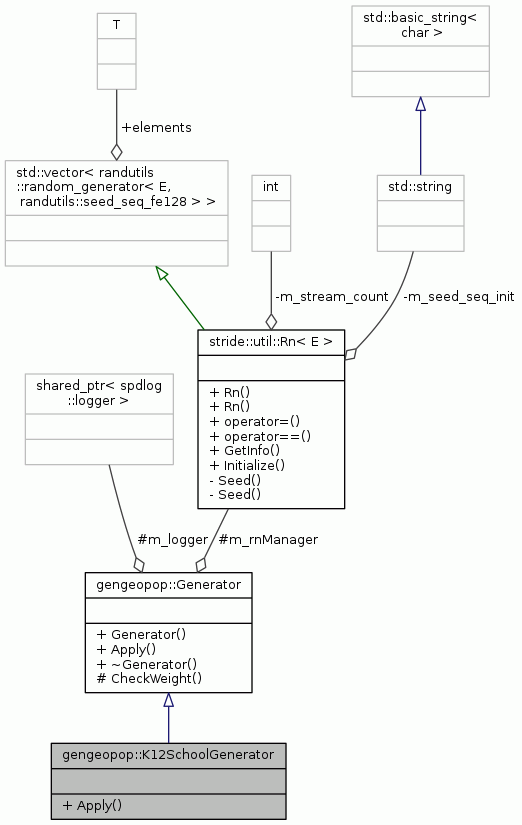 T
std::basic_string<
char >
+elements
std::vector< randutils
::random_generator< E,
randutils::seed_seq_fe128 > >
int
std::string
-m_stream_count
-m_seed_seq_init
stride::util::Rn< E >
+ Rn()
+ Rn()
+ operator=()
+ operator==()
+ GetInfo()
+ Initialize()
- Seed()
- Seed()
shared_ptr< spdlog
::logger >
#m_logger
#m_rnManager
gengeopop::Generator
+ Generator()
+ Apply()
+ ~Generator()
# CheckWeight()
gengeopop::K12SchoolGenerator
+ Apply()